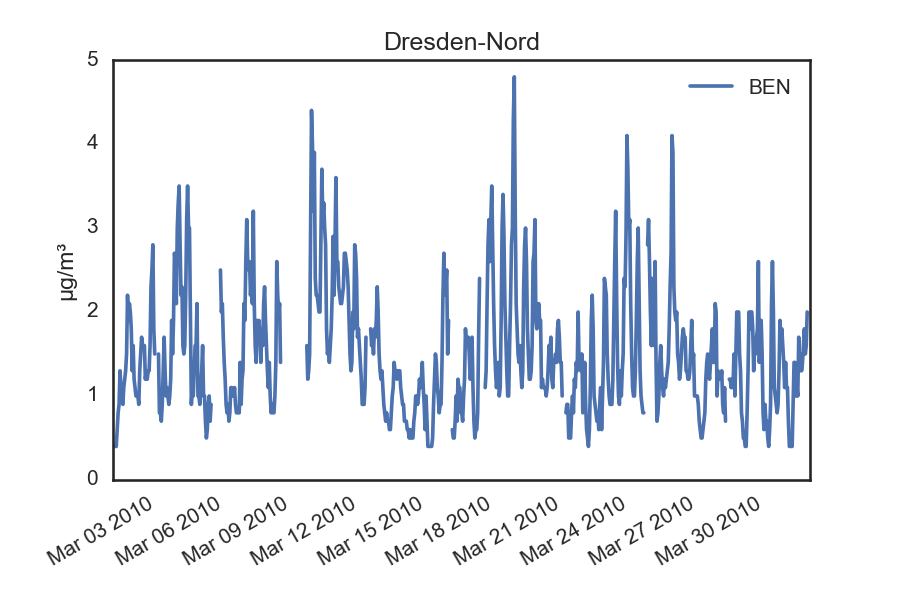 Dresden-Nord
BEN
µg/m³
5
4
3
2
1
0
Mar 03 2010
Mar 06 2010
Mar 09 2010
Mar 12 2010
Mar 15 2010
Mar 18 2010
Mar 21 2010
Mar 24 2010
Mar 27 2010
Mar 30 2010